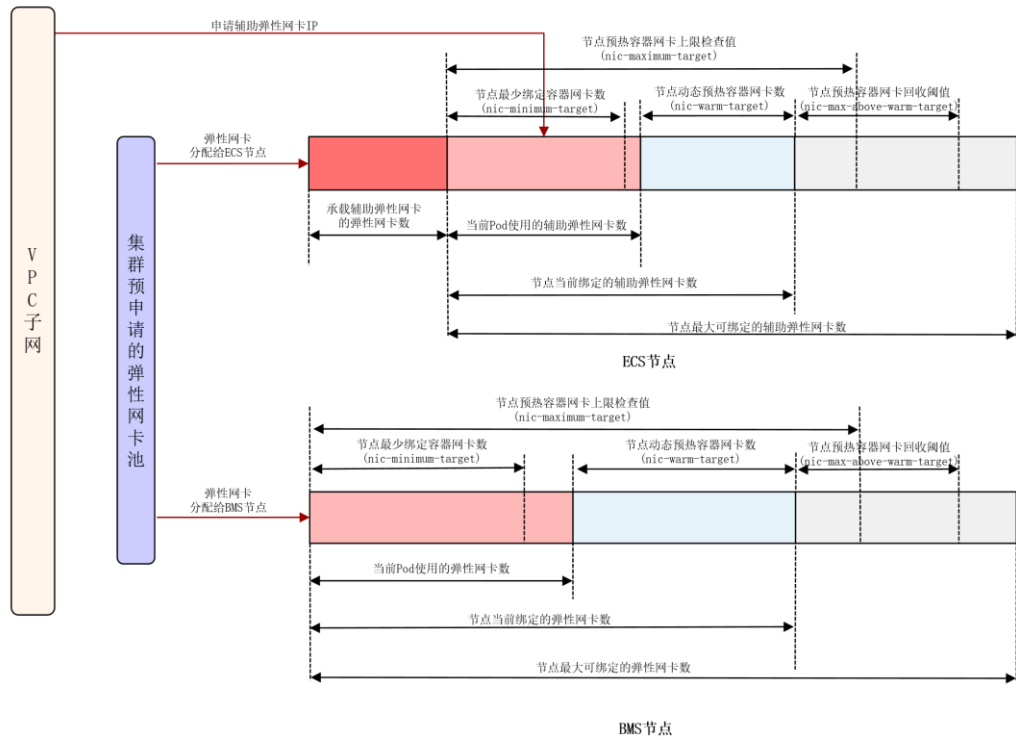 VPC子网
集群预申请的弹性网卡池
申请辅助弹性网卡IP
节点预热容器网卡上限检查值
(nic-maximum-target)
节点最少绑定容器网卡数
(nic-minimum-target)
节点动态预热容器网卡数
(nic-warm-target)
节点预热容器网卡回收阈值
(nic-max-above-warm-target)
弹性网卡
分配给ECS节点
承载辅助弹性网卡
的弹性网卡数
当前Pod使用的辅助弹性网卡数
节点当前绑定的辅助弹性网卡数
节点最大可绑定的辅助弹性网卡数
ECS节点
节点预热容器网卡上限检查值
(nic-maximum-target)
节点最少绑定容器网卡数
(nic-minimum-target)
节点动态预热容器网卡数
(nic-warm-target)
节点预热容器网卡回收阈值
(nic-max-above-warm-target)
弹性网卡
分配给BMS节点
当前Pod使用的弹性网卡数
节点当前绑定的弹性网卡数
节点最大可绑定的弹性网卡数
BMS节点